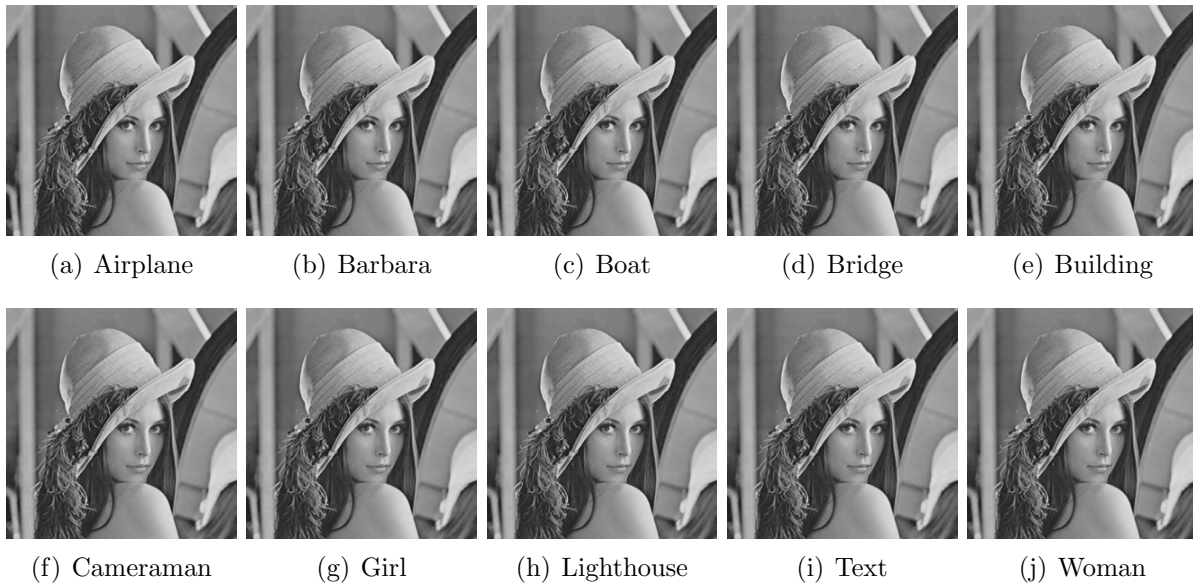 (a) Airplane (b) Barbara (c) Boat (d) Bridge (e) Building
(f) Cameraman (g) Girl (h) Lighthouse (i) Text (j) Woman